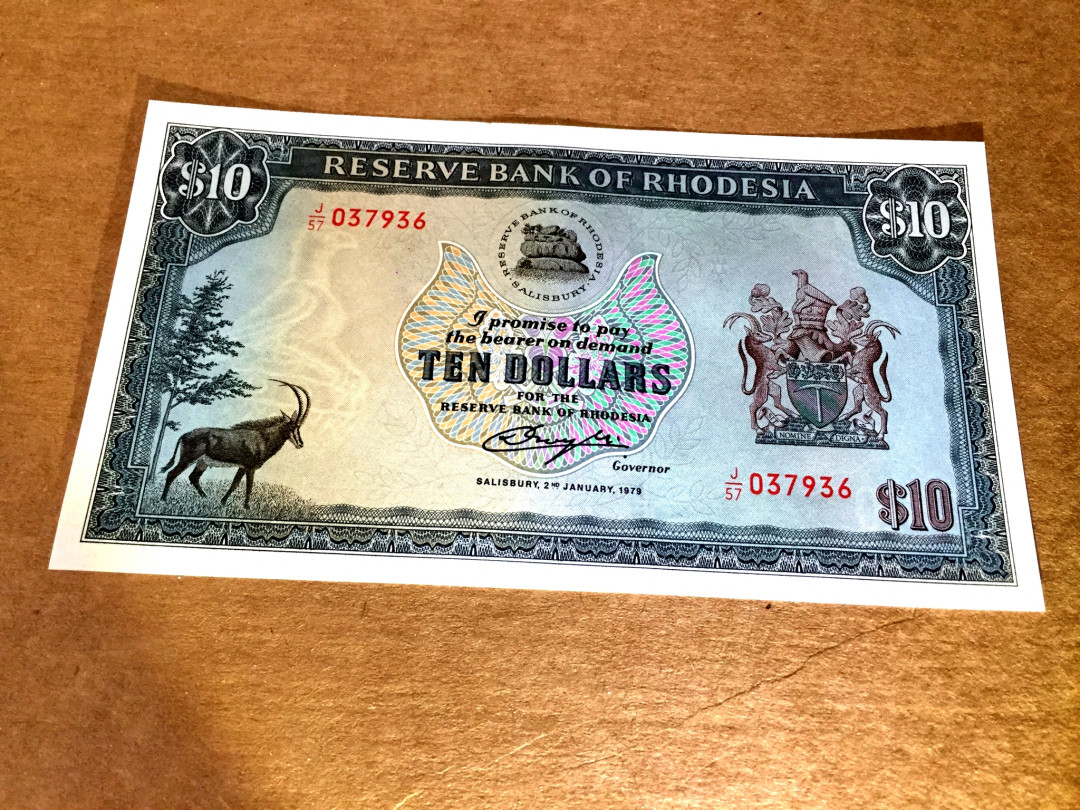 RESERVE BANK OF RHODESIA
$10
$10
J/57 037936
RESERVE BANK OF RHODESIA · SALISBURY ·
I promise to pay
the bearer on demand
TEN DOLLARS
FOR THE
RESERVE BANK OF RHODESIA
Governor
SALISBURY, 2ND JANUARY, 1979
NOMINE DIGNA
J/57 037936
$10